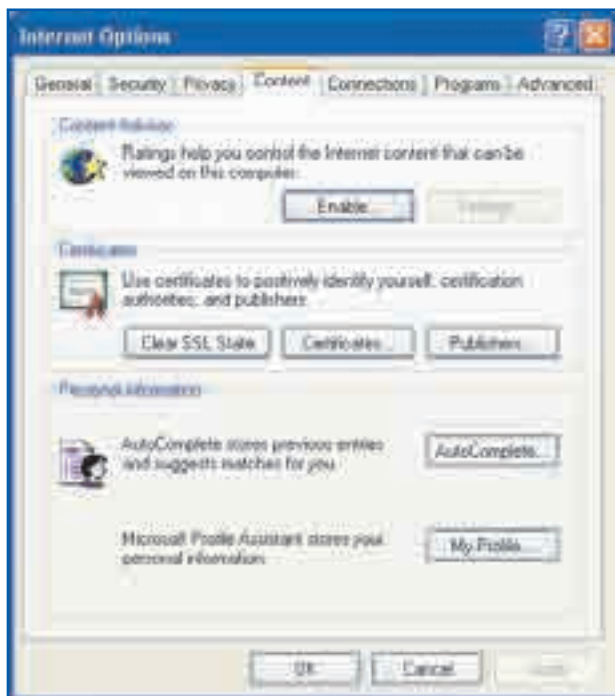 Internet Options
General Security Privacy Content Connections Programs Advanced
Content Advisor
Ratings help you control the Internet content that can be
viewed on this computer.
Enable...
Certificates
Use certificates to positively identify yourself, certification
authorities, and publishers.
Clear SSL State Certificates... Publishers...
Personal information
AutoComplete stores previous entries
and suggests matches for you.
AutoComplete...
Microsoft Profile Assistant stores your
personal information.
My Profile...
OK Cancel